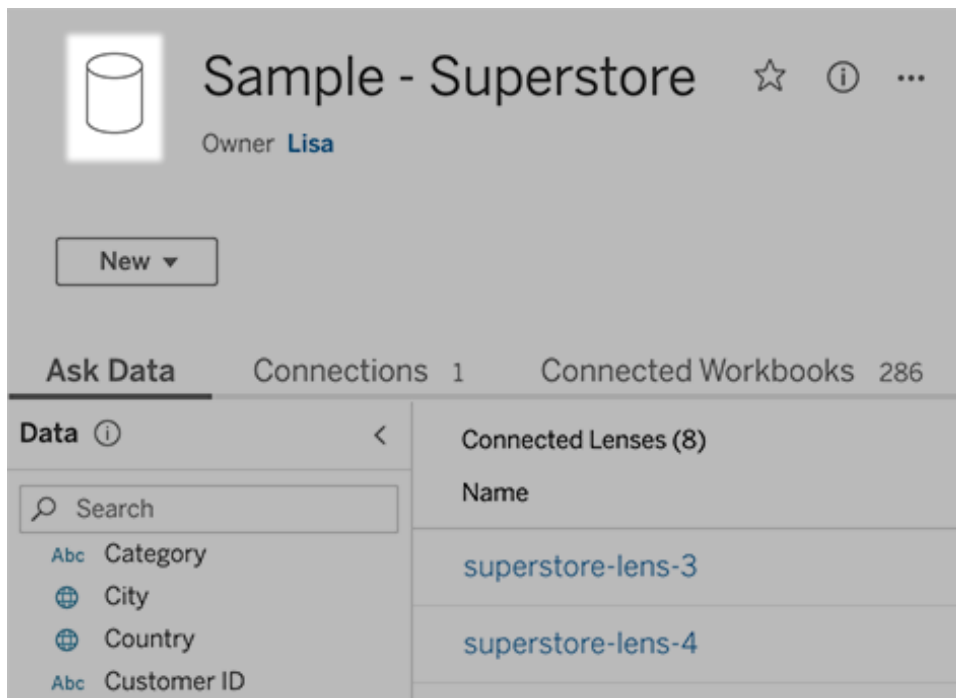 Sample - Superstore
Owner Lisa
New
Ask Data Connections 1 Connected Workbooks 286
Data
Search
Abc Category
City
Country
Abc Customer ID
Connected Lenses (8)
Name
superstore-lens-3
superstore-lens-4